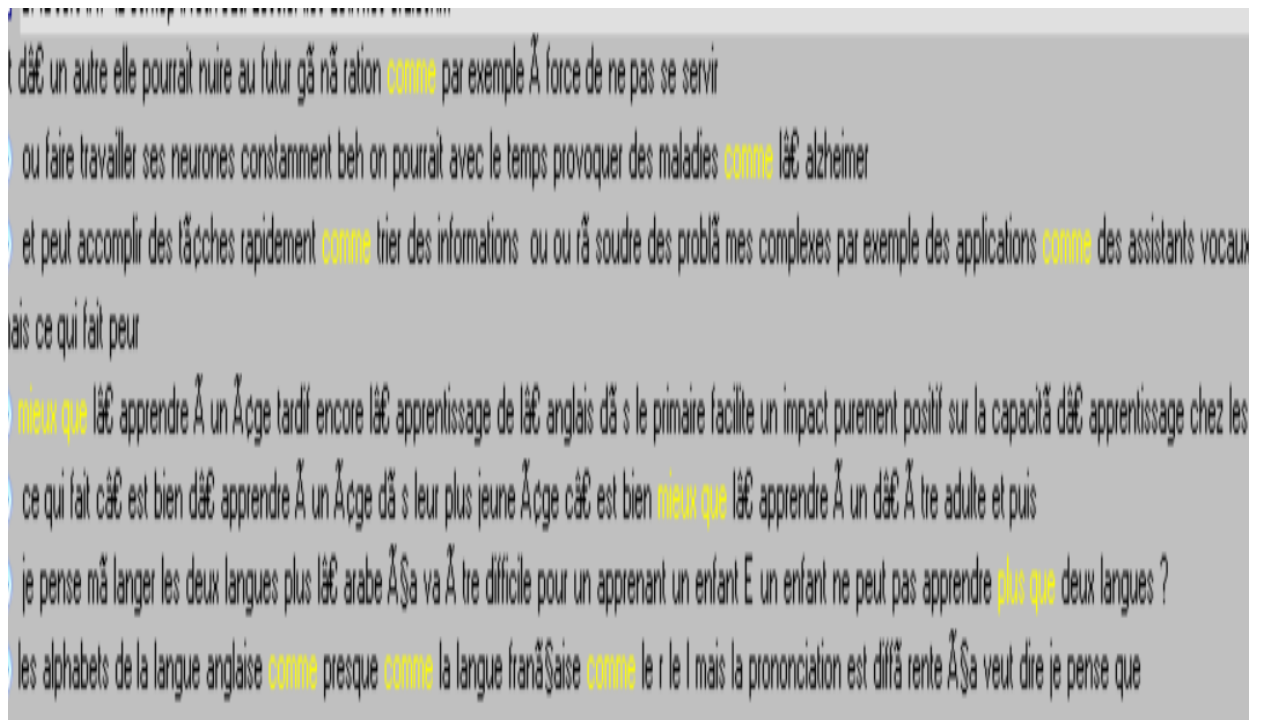 dâ€ un autre elle pourrait nuire au futur gã nã ration comme par exemple Ã force de ne pas se servir
ou faire travailler ses neurones constamment beh on pourrait avec le temps provoquer des maladies comme lâ€ alzheimer
et peut accomplir des tã¢ches rapidement comme trier des informations ou ou rã soudre des problã mes complexes par exemple des applications comme des assistants vocaux
ais ce qui fait peur
mieux que lâ€ apprendre Ã un Ã¢ge tardif encore lâ€ apprentissage de lâ€ anglais dã s le primaire facilite un impact purement positif sur la capacitã dâ€ apprentissage chez les
ce qui fait câ€ est bien dâ€ apprendre Ã un Ã¢ge dã s leur plus jeune Ã¢ge câ€ est bien mieux que lâ€ apprendre Ã un dâ€ Ã tre adulte et puis
je pense mã langer les deux langues plus lâ€ arabe Ã§a va Ã tre difficile pour un apprenant un enfant E un enfant ne peut pas apprendre plus que deux langues ?
les alphabets de la langue anglaise comme presque comme la langue franã§aise comme le r le l mais la prononciation est diffã rente Ã§a veut dire je pense que